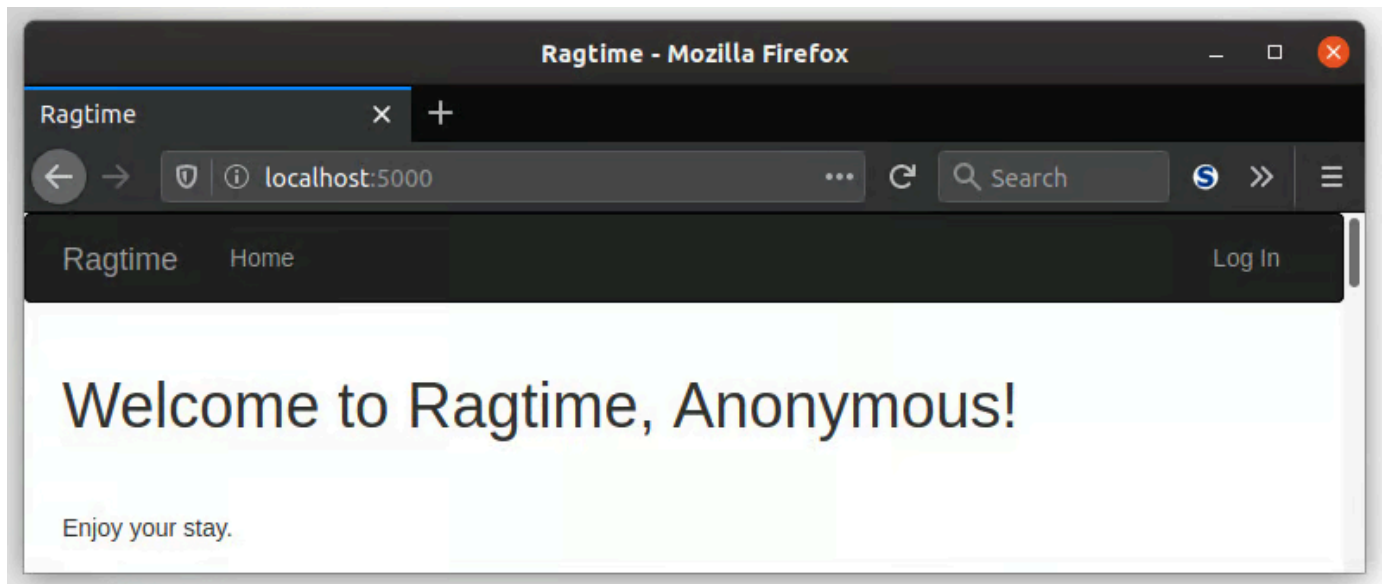 Ragtime - Mozilla Firefox
Ragtime
localhost:5000
Search
S
Ragtime Home Log In
Welcome to Ragtime, Anonymous!
Enjoy your stay.